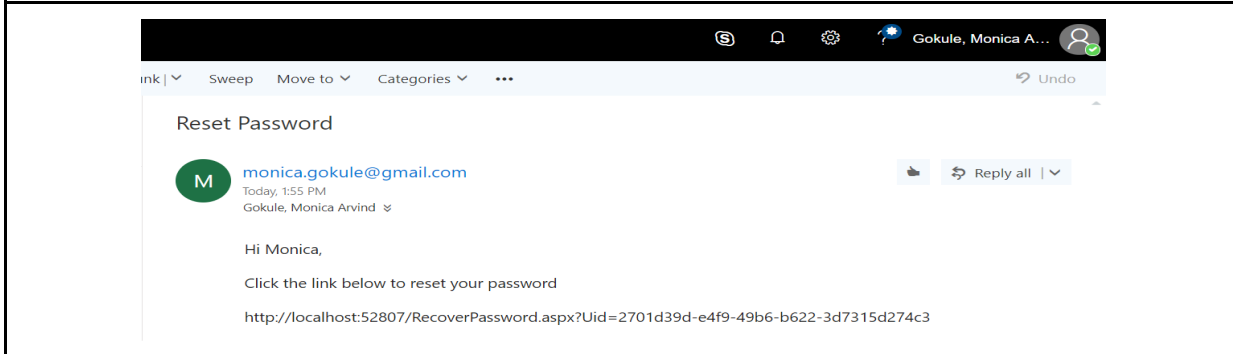 Gokule, Monica A...
ınk | Sweep Move to Categories ••• Undo
Reset Password
M monica.gokule@gmail.com Reply all |
Today, 1:55 PM
Gokule, Monica Arvind
Hi Monica,
Click the link below to reset your password
http://localhost:52807/RecoverPassword.aspx?Uid=2701d39d-e4f9-49b6-b622-3d7315d274c3